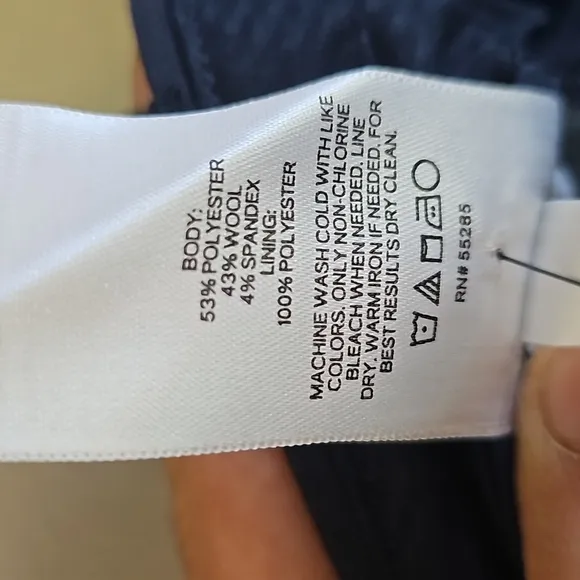 BODY:
53% POLYESTER
43% WOOL
4% SPANDEX
LINING:
100% POLYESTER
MACHINE WASH COLD WITH LIKE
COLORS. ONLY NON-CHLORINE
BLEACH WHEN NEEDED. LINE
DRY. WARM IRON IF NEEDED. FOR
BEST RESULTS DRY CLEAN.
RN# 55285